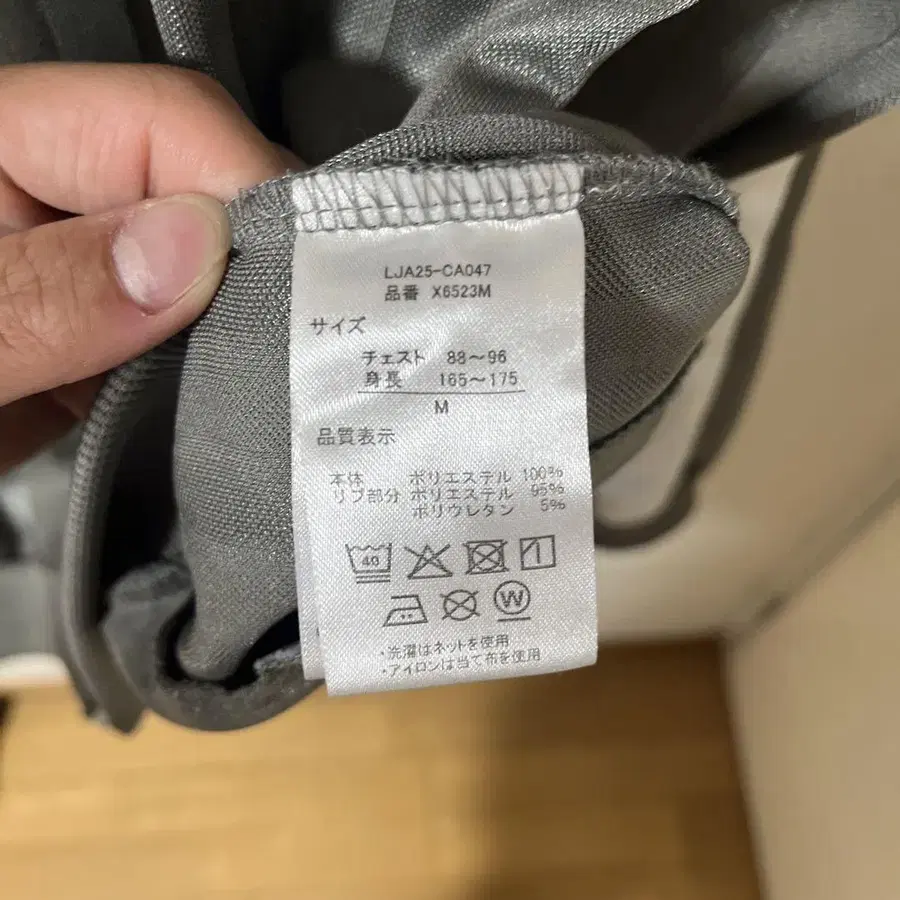 LJA25-CA047
品番 X6523M
サイズ
チェスト 88～96
身長 165～175
M
品質表示
本体 ポリエステル 100%
リブ部分 ポリエステル 95%
ポリウレタン 5%
40
W
・洗濯はネットを使用
・アイロンは当て布を使用